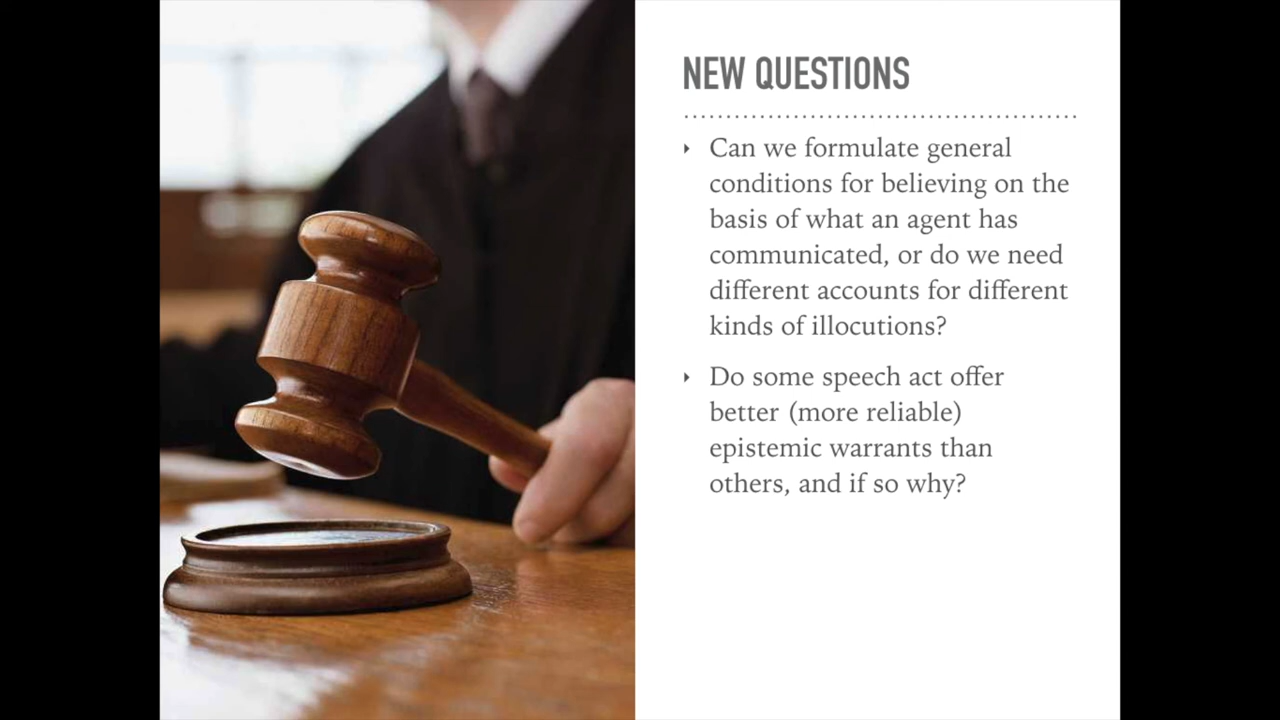 NEW QUESTIONS
Can we formulate general
conditions for believing on the
basis of what an agent has
communicated, or do we need
different accounts for different
kinds of illocutions?
Do some speech act offer
better (more reliable)
epistemic warrants than
others, and if so why?